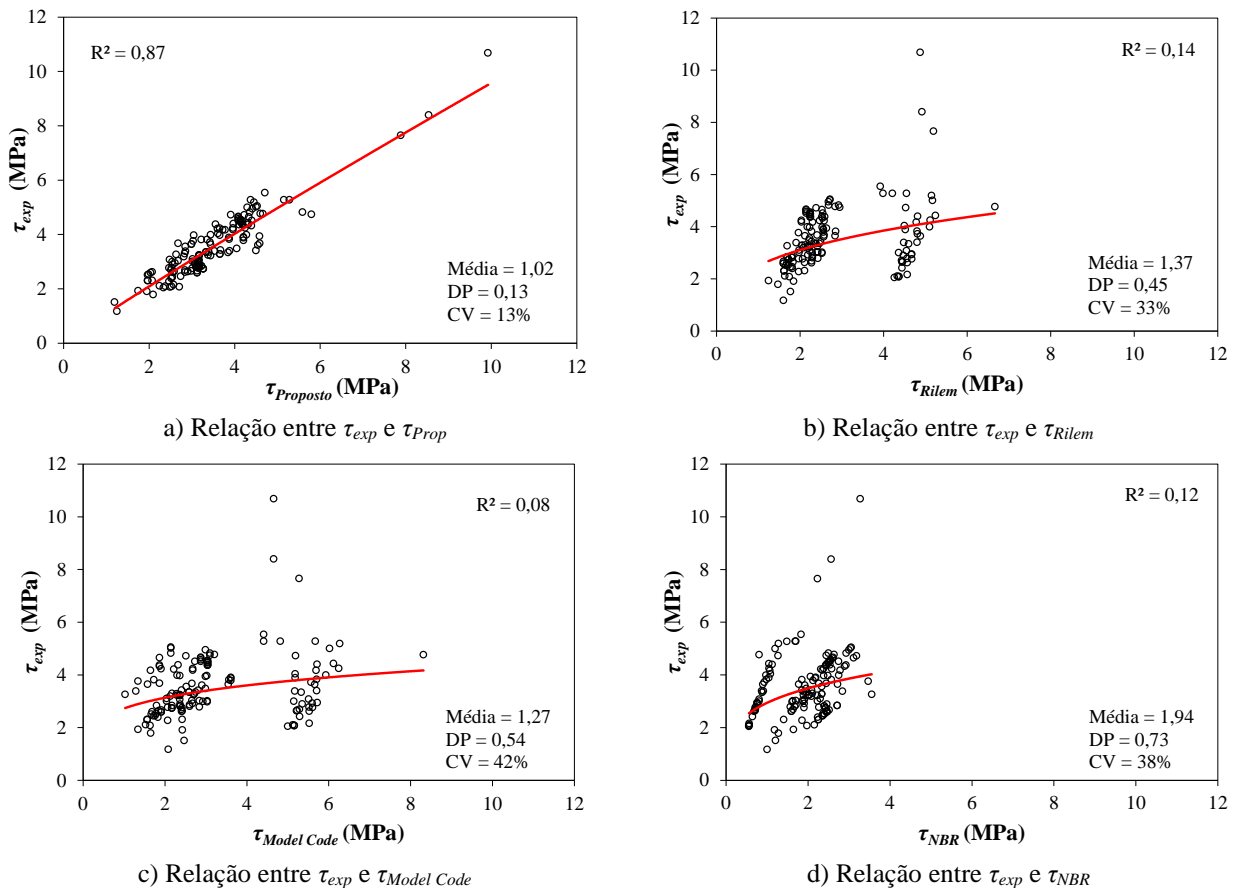 12
10
8
6
4
2
0
τexp (MPa)
R² = 0,87
Média = 1,02
DP = 0,13
CV = 13%
0 2 4 6 8 10 12
τProposto (MPa)
a) Relação entre τexp e τProp
12
10
8
6
4
2
0
τexp (MPa)
R² = 0,14
Média = 1,37
DP = 0,45
CV = 33%
0 2 4 6 8 10 12
τRilem (MPa)
b) Relação entre τexp e τRilem
12
10
8
6
4
2
0
τexp (MPa)
R² = 0,08
Média = 1,27
DP = 0,54
CV = 42%
0 2 4 6 8 10 12
τModel Code (MPa)
c) Relação entre τexp e τModel Code
12
10
8
6
4
2
0
τexp (MPa)
R² = 0,12
Média = 1,94
DP = 0,73
CV = 38%
0 2 4 6 8 10 12
τNBR (MPa)
d) Relação entre τexp e τNBR